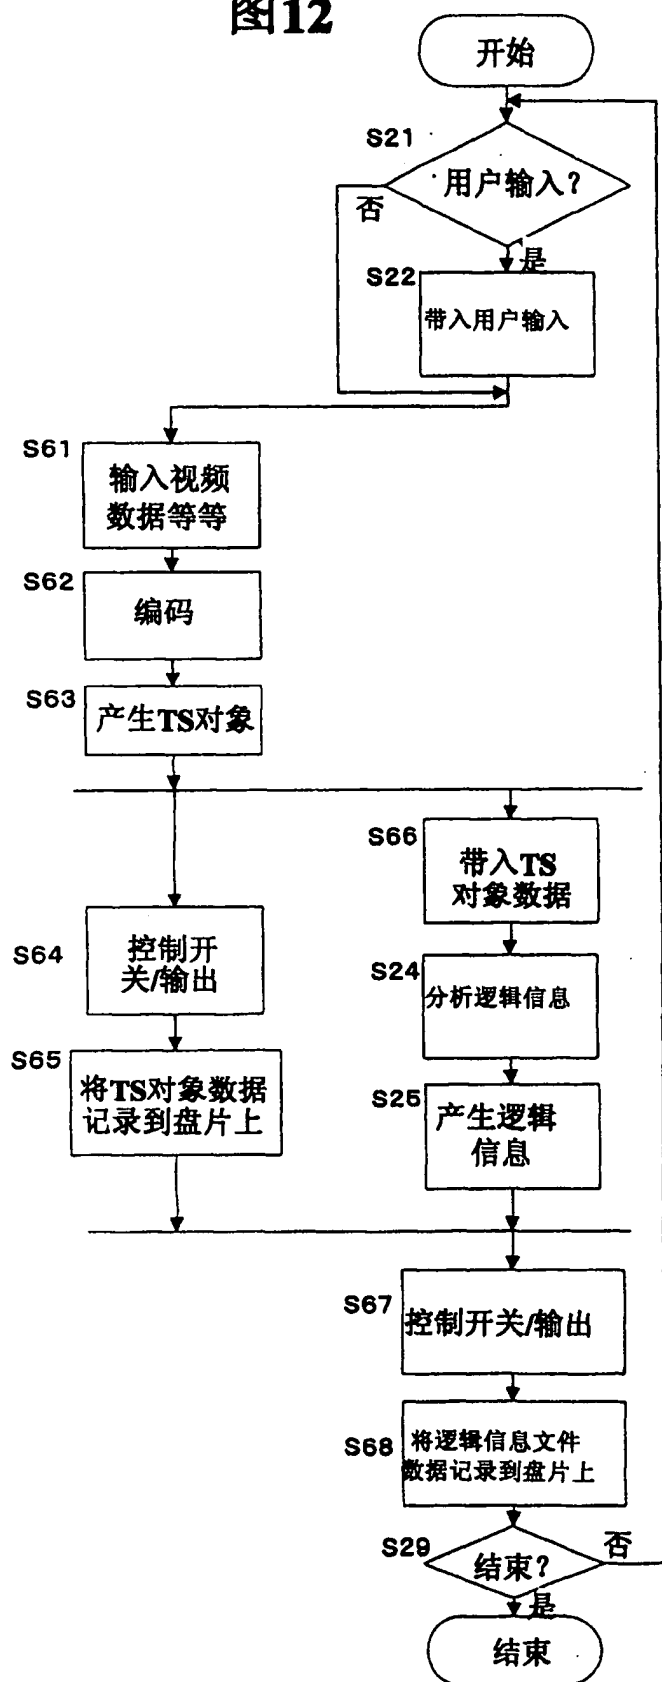 图12
开始
S21
用户输入？
否
是
S22
带入用户输入
S61
输入视频
数据等等
S62
编码
S63
产生TS对象
S66
带入TS
对象数据
S64
控制开
关/输出
S24
分析逻辑信息
S65
将TS对象数据
记录到盘片上
S25
产生逻辑
信息
S67
控制开关/输出
S68
将逻辑信息文件
数据记录到盘片上
S29
结束？
否
是
结束